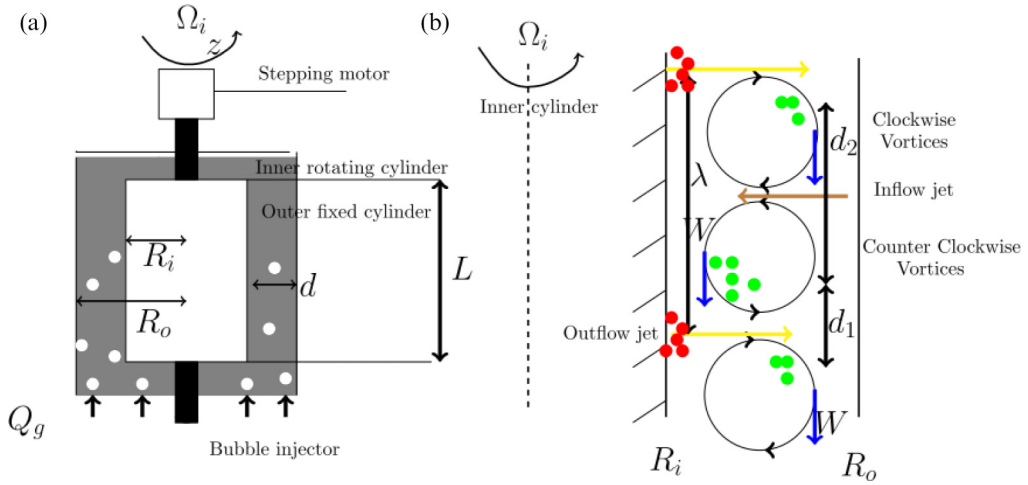 (a)
Ω_i
z
Stepping motor
Inner rotating cylinder
Outer fixed cylinder
R_i
L
d
R_o
Q_g
Bubble injector
(b)
Ω_i
Inner cylinder
Clockwise
Vortices
d_2
λ
Inflow jet
W
Counter Clockwise
Vortices
Outflow jet
d_1
W
R_i
R_o